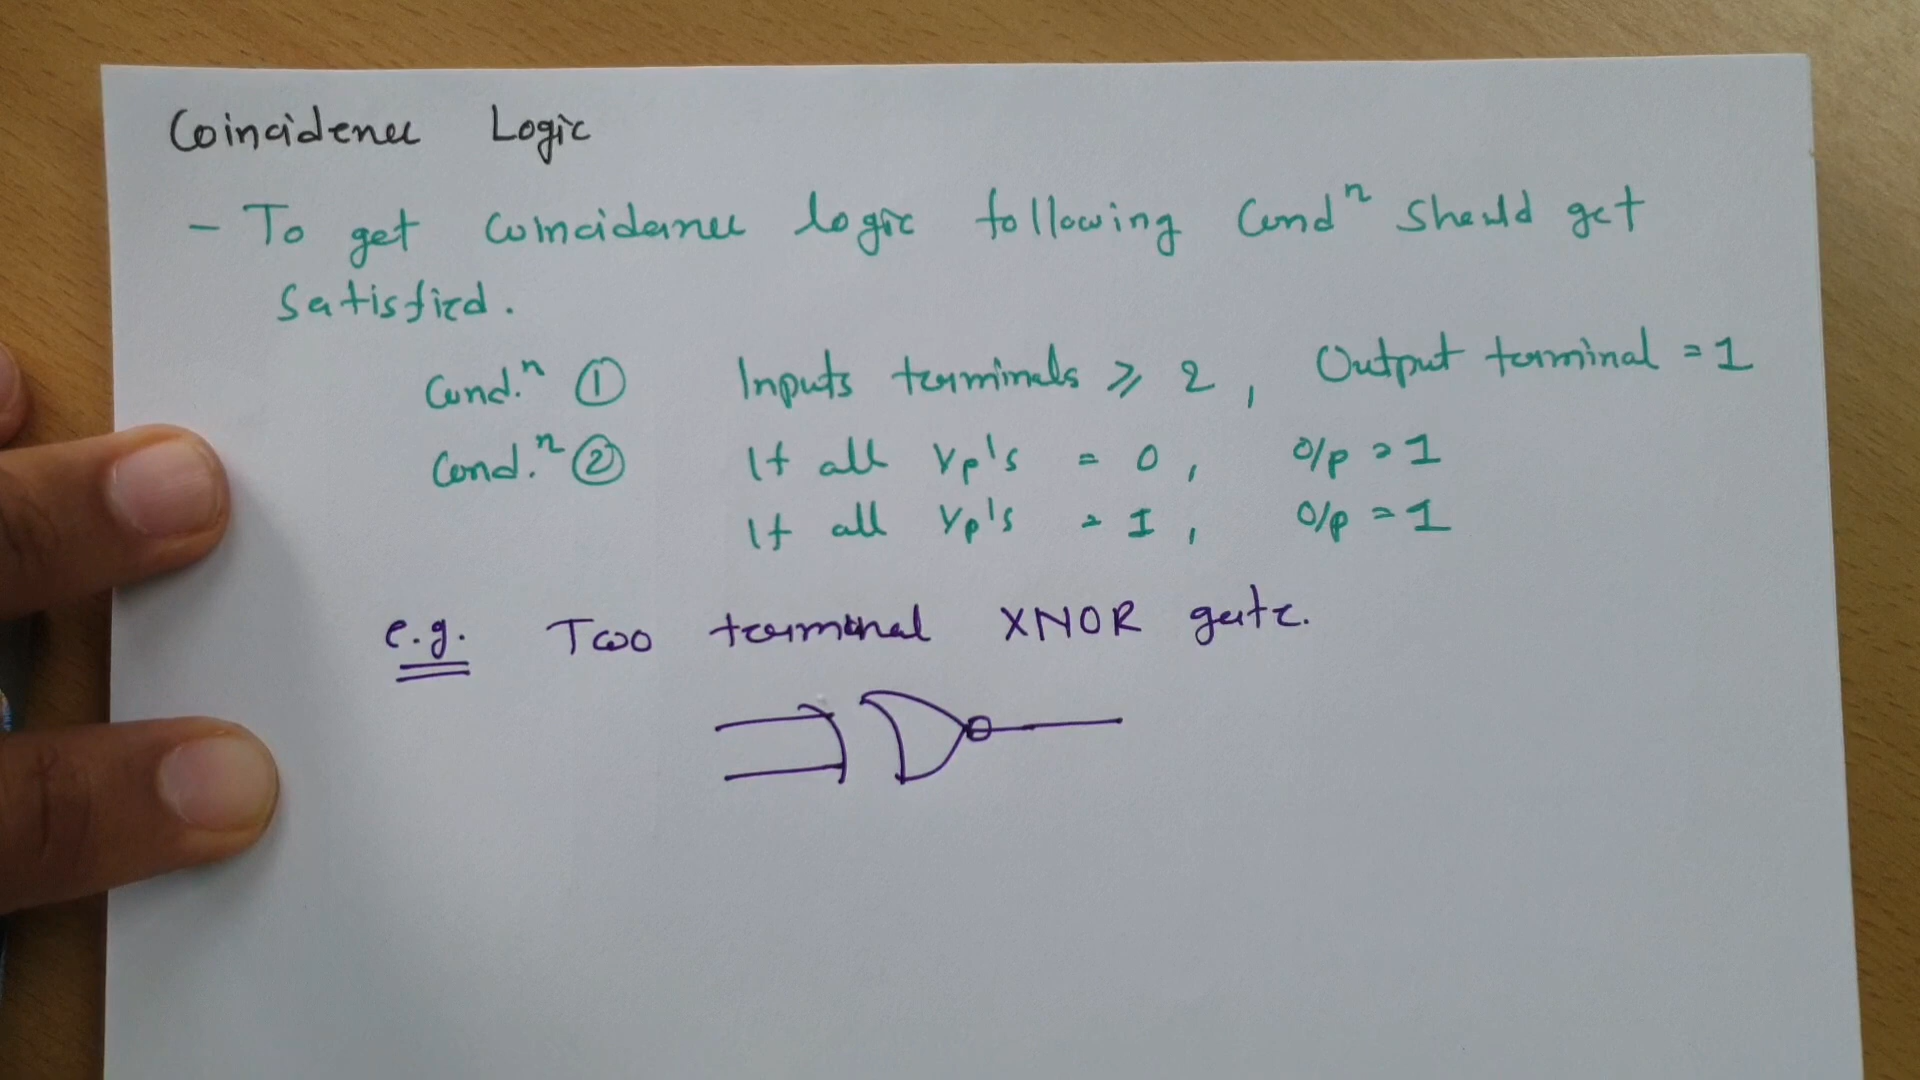 Coincidence Logic
- To get coincidence logic following Condⁿ should get
satisfied.
Cond.ⁿ ① Inputs terminals ⩾ 2, Output terminal = 1
Cond.ⁿ ② If all I/p's = 0, O/p = 1
If all I/p's = 1, O/p = 1
e.g. Two terminal XNOR gate.